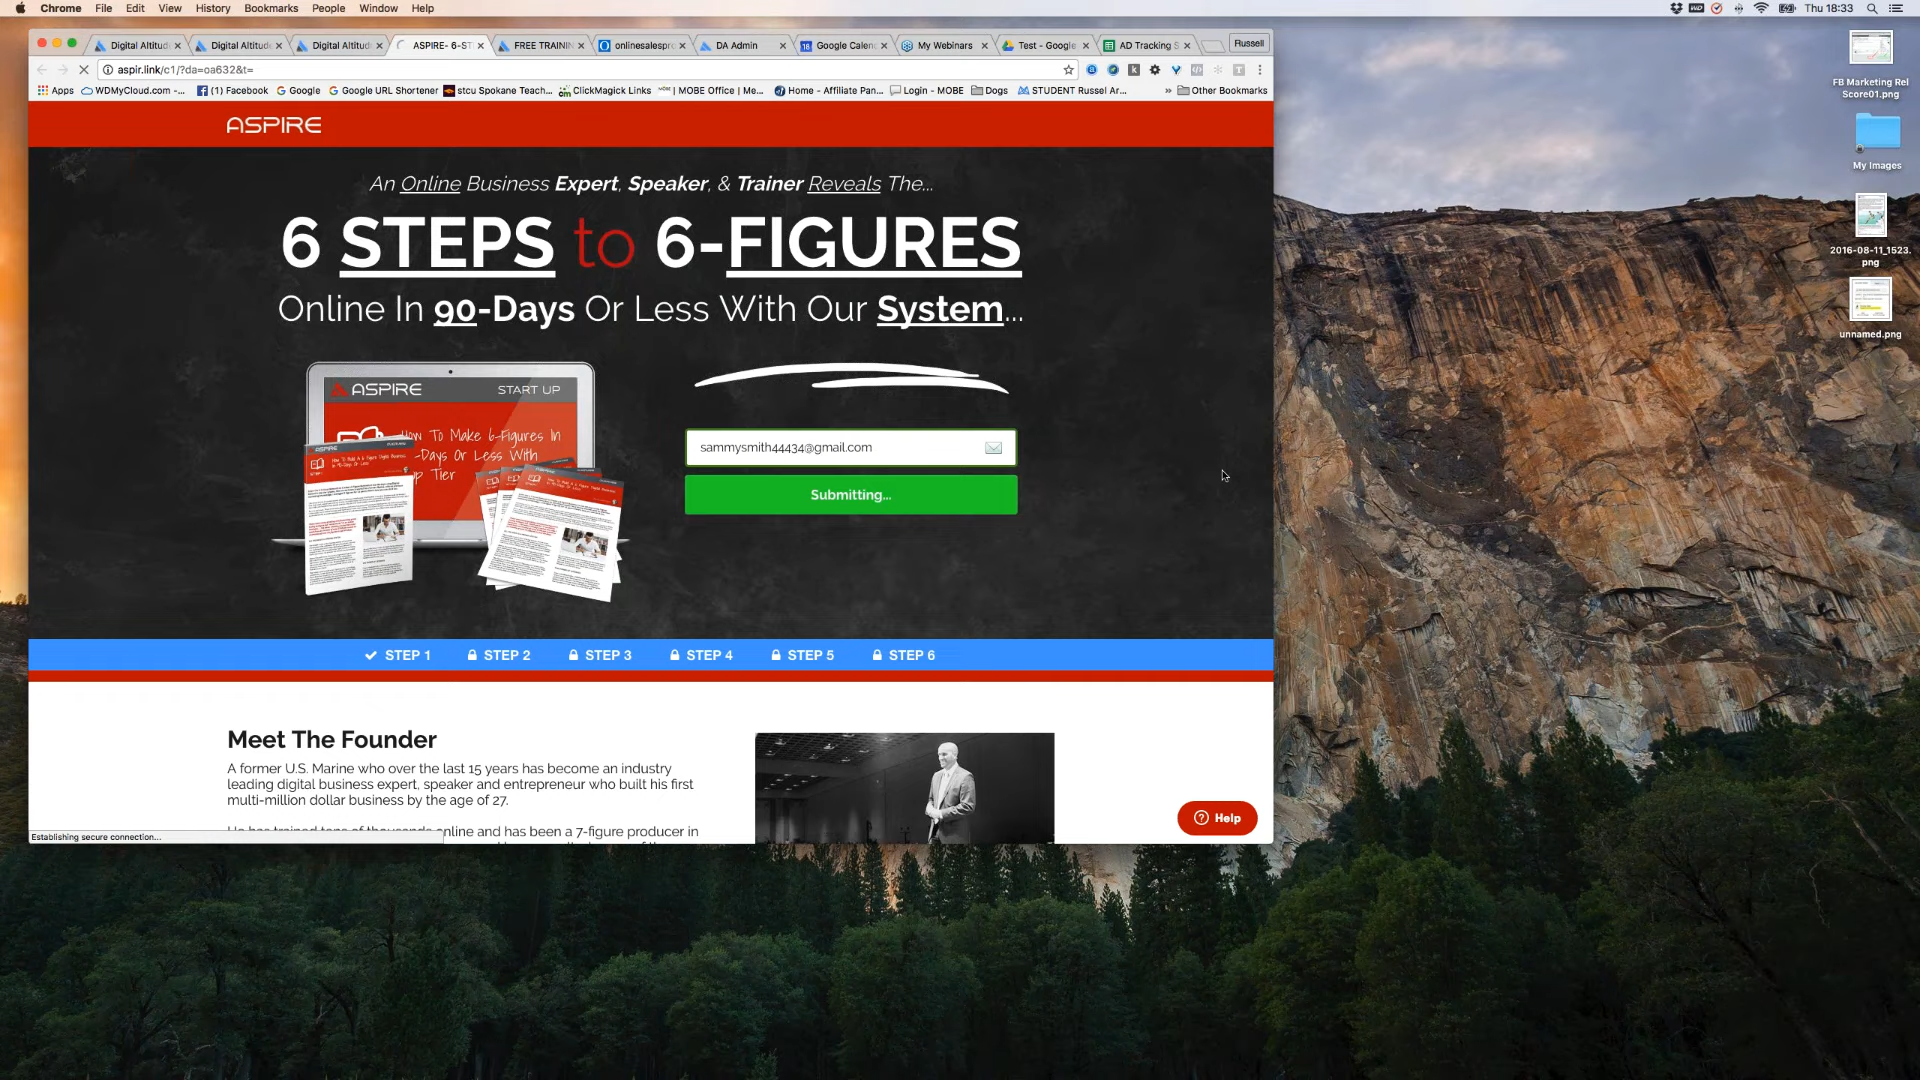 Chrome File Edit View History Bookmarks People Window Help
Thu 18:33
Digital Altitud
Digital Altitud
Digital Altitud
ASPIRE- 6-ST
FREE TRAININ
onlinesalespr
DA Admin
Google Calen
My Webinars
Test - Google
AD Tracking S
Russell
aspir.link/c1/?da=oa632&t=
Apps WDMyCloud.com -... (1) Facebook Google Google URL Shortener stcu Spokane Teach... ClickMagick Links | MOBE Office | Me... Home - Affiliate Pan... Login - MOBE Dogs STUDENT Russel Ar... » Other Bookmarks
ASPIRE
An Online Business Expert, Speaker, & Trainer Reveals The...
6 STEPS to 6-FIGURES
Online In 90-Days Or Less With Our System...
ASPIRE START UP
How To Make 6-Figures In
-Days Or Less With
p Tier
sammysmith44434@gmail.com
Submitting...
STEP 1 STEP 2 STEP 3 STEP 4 STEP 5 STEP 6
Meet The Founder
A former U.S. Marine who over the last 15 years has become an industry
leading digital business expert, speaker and entrepreneur who built his first
multi-million dollar business by the age of 27.
He has trained tens of thousands online and has been a 7-figure producer in
Help
Establishing secure connection...
FB Marketing Rel
Score01.png
My Images
2016-08-11_1523.
png
unnamed.png